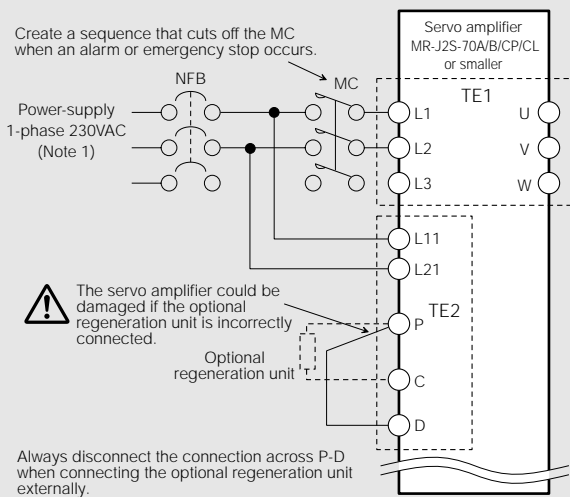 Create a sequence that cuts off the MC
when an alarm or emergency stop occurs.
Servo amplifier
MR-J2S-70A/B/CP/CL
or smaller
NFB
MC
TE1
Power-supply
1-phase 230VAC
(Note 1)
L1
U
L2
V
L3
W
L11
L21
The servo amplifier could be
damaged if the optional
regeneration unit is incorrectly
connected.
TE2
P
Optional
regeneration unit
C
D
Always disconnect the connection across P-D
when connecting the optional regeneration unit
externally.